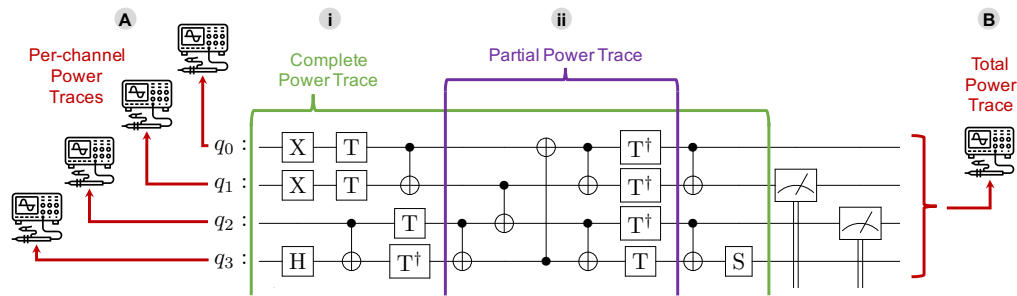 A
i
ii
B
Per-channel
Power
Traces
Complete
Power Trace
Partial Power Trace
Total
Power
Trace
q₀ : X T T†
q₁ : X T T†
q₂ : T T†
q₃ : H T† T S